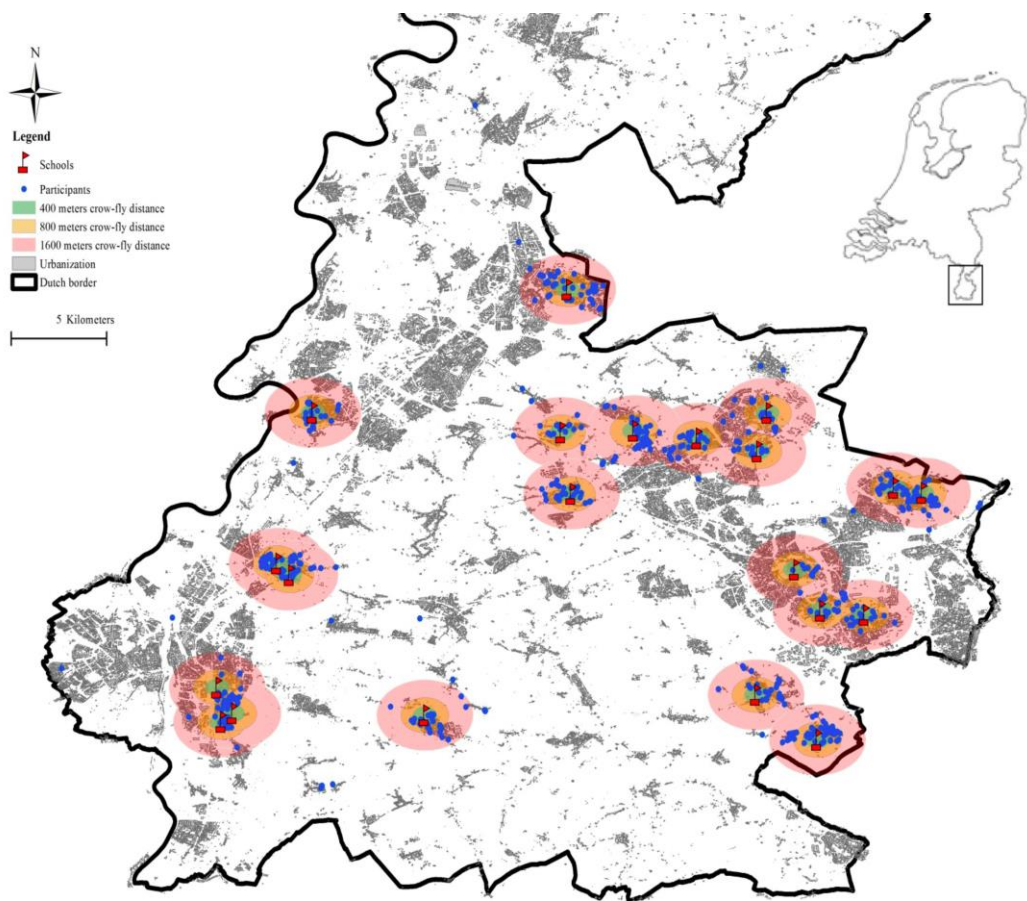 N
Legend
Schools
Participants
400 meters crow-fly distance
800 meters crow-fly distance
1600 meters crow-fly distance
Urbanization
Dutch border
5 Kilometers